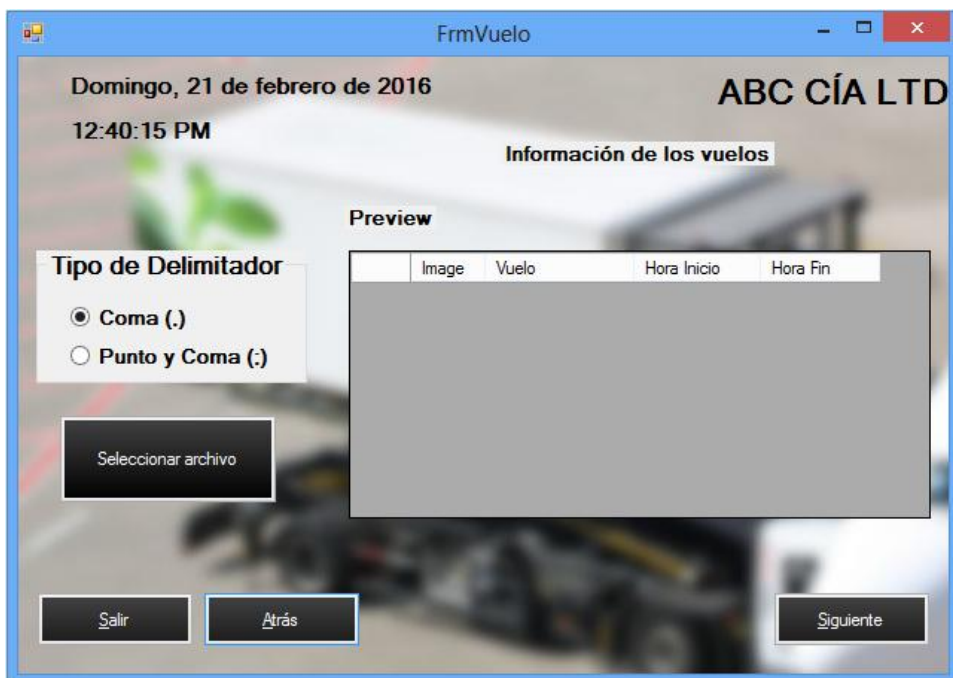 FrmVuelo
Domingo, 21 de febrero de 2016
ABC CÍA LTD
12:40:15 PM
Información de los vuelos
Preview
Tipo de Delimitador
Image Vuelo Hora Inicio Hora Fin
Coma (.)
Punto y Coma (:)
Seleccionar archivo
Salir Atrás Siguiente